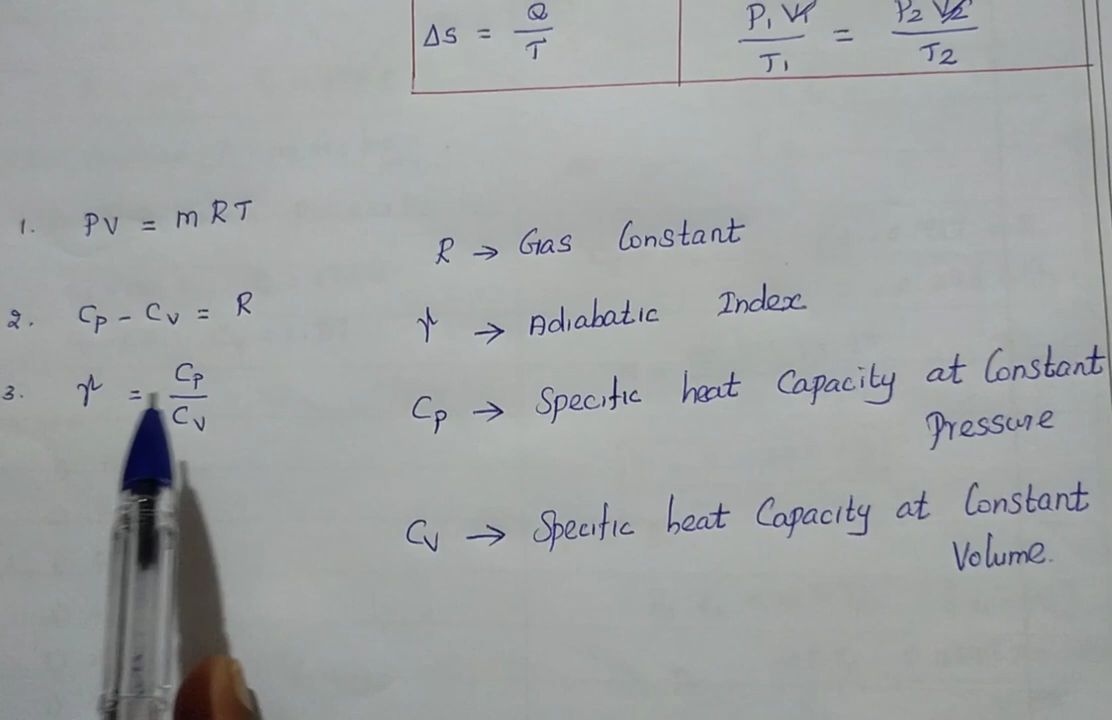 Δs = Q/T
P₁V₁/T₁ = P₂V₂/T₂
1. PV = mRT
R → Gas Constant
2. Cp - Cv = R
γ → Adiabatic Index
3. γ = Cp/Cv
Cp → Specific heat Capacity at Constant
Pressure
Cv → Specific heat Capacity at Constant
Volume.